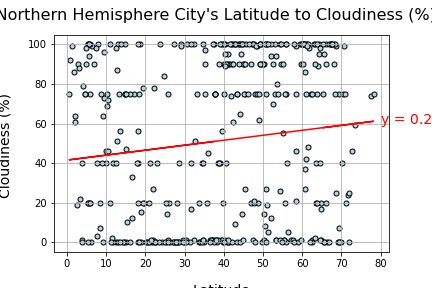 Northern Hemisphere City's Latitude to Cloudiness (%)
Cloudiness (%)
100
80
60
40
20
0
y = 0.2
0 10 20 30 40 50 60 70 80
Latitude